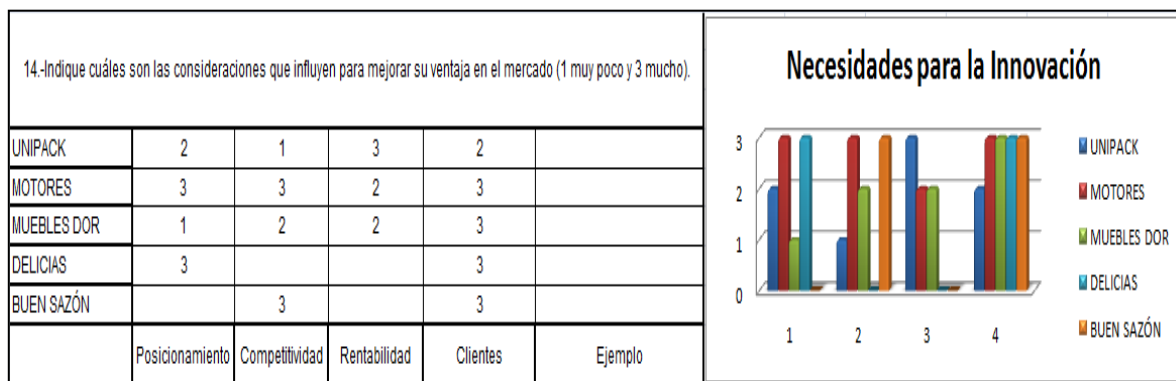 14.-Indique cuáles son las consideraciones que influyen para mejorar su ventaja en el mercado (1 muy poco y 3 mucho).
UNIPACK 2 1 3 2
MOTORES 3 3 2 3
MUEBLES DOR 1 2 2 3
DELICIAS 3 3
BUEN SAZÓN 3 3
Posicionamiento Competitividad Rentabilidad Clientes Ejemplo
Necesidades para la Innovación
3
2
1
0
1 2 3 4
UNIPACK
MOTORES
MUEBLES DOR
DELICIAS
BUEN SAZÓN